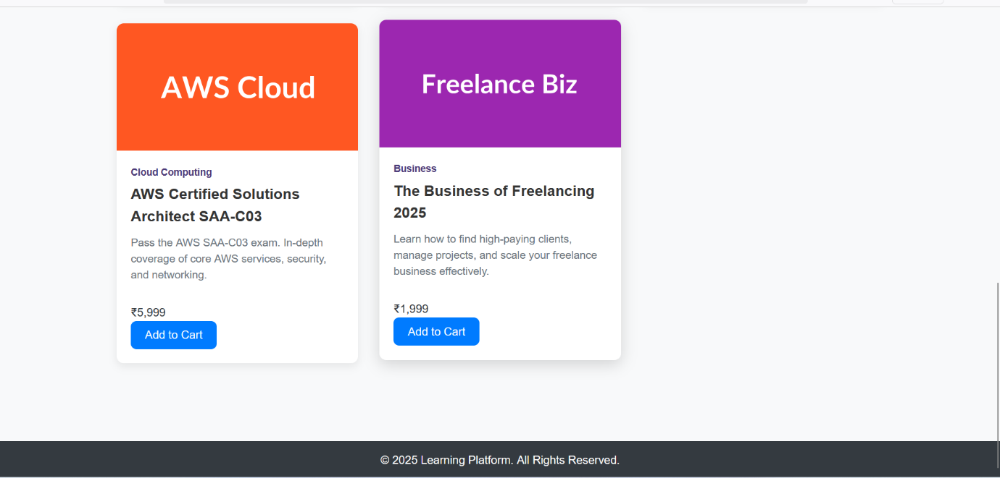 AWS Cloud
Cloud Computing
AWS Certified Solutions
Architect SAA-C03
Pass the AWS SAA-C03 exam. In-depth
coverage of core AWS services, security,
and networking.
₹5,999
Add to Cart
Freelance Biz
Business
The Business of Freelancing
2025
Learn how to find high-paying clients,
manage projects, and scale your freelance
business effectively.
₹1,999
Add to Cart
© 2025 Learning Platform. All Rights Reserved.